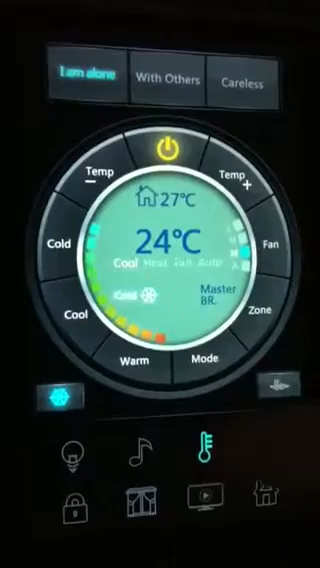 I am alone
With Others
Careless
Temp
−
Temp
+
27℃
24℃
Cold
Fan
Cool Heat Fan Auto
M
Cold
Master
BR.
Cool
Zone
Warm
Mode